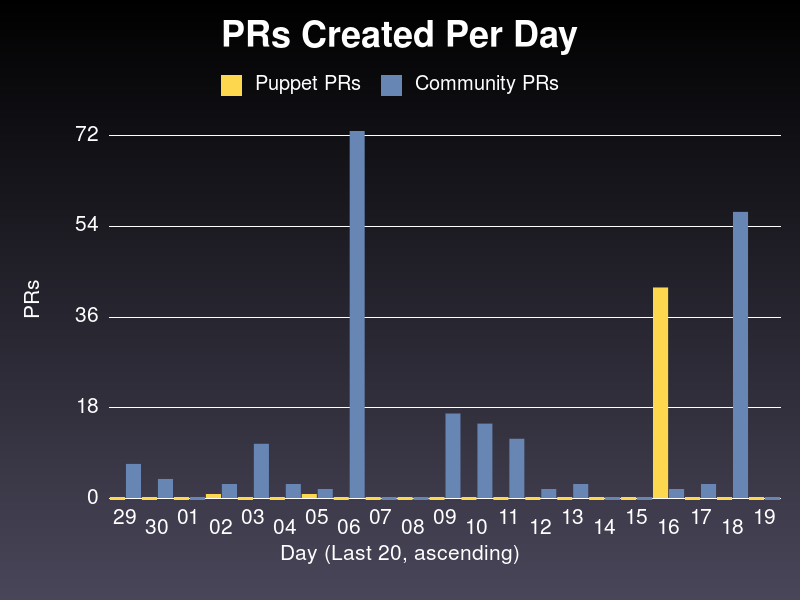 PRs Created Per Day
Puppet PRs Community PRs
72
54
36
18
0
PRs
29 30 01 02 03 04 05 06 07 08 09 10 11 12 13 14 15 16 17 18 19
Day (Last 20, ascending)